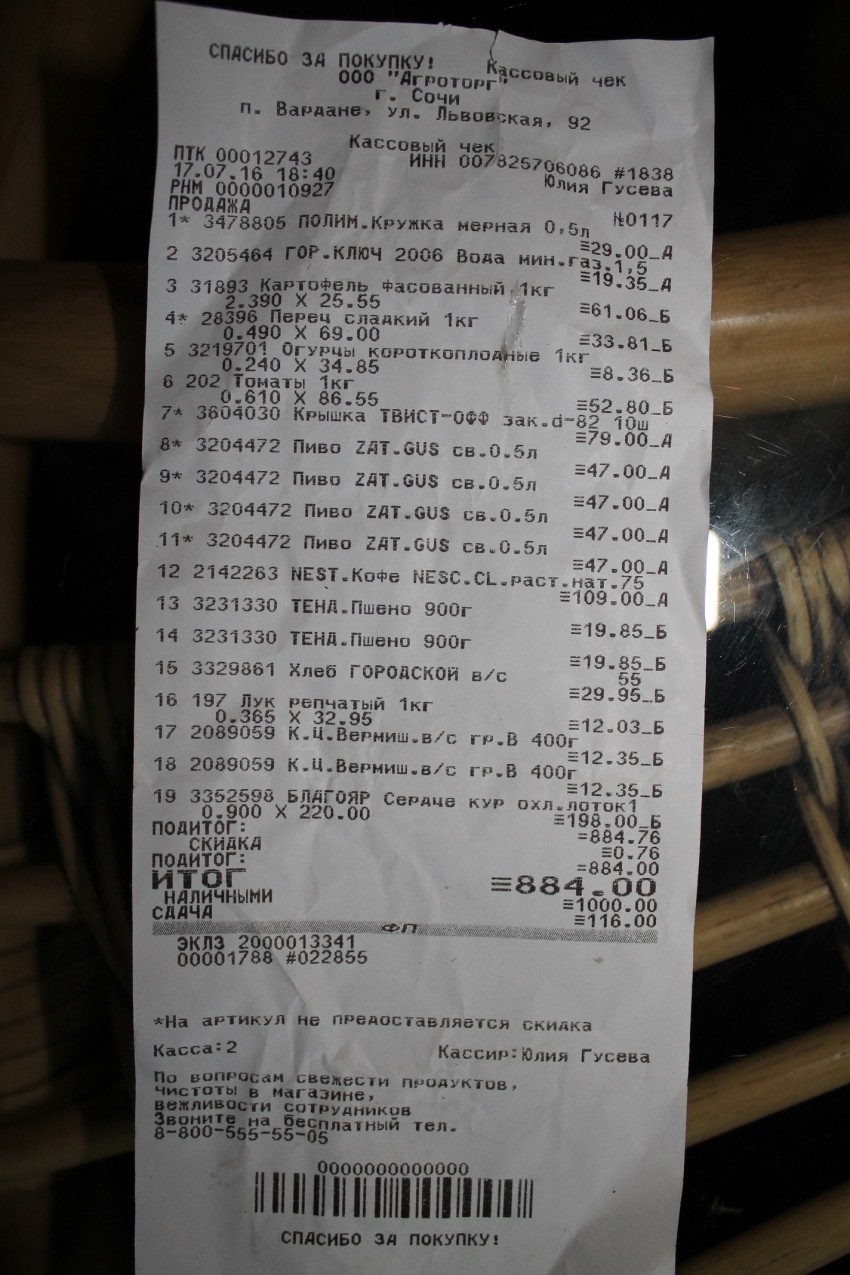 СПАСИБО ЗА ПОКУПКУ! Кассовый чек
ООО "Агроторг"
г. Сочи
п. Вардане, ул. Львовская, 92
Кассовый чек
ПТК 00012743 ИНН 007825706086 #1838
17.07.16 18:40 Юлия Гусева
РНМ 0000010927
ПРОДАЖА №0117
1* 3478805 ПОЛИМ.Кружка мерная 0,5л
≡29.00_А
2 3205464 ГОР.КЛЮЧ 2006 Вода мин.газ.1,5
≡19.35_А
3 31893 Картофель фасованный 1кг
2.390 X 25.55 ≡61.06_Б
4* 28396 Перец сладкий 1кг
0.490 X 69.00 ≡33.81_Б
5 3219701 Огурцы короткоплодные 1кг
0.240 X 34.85 ≡8.36_Б
6 202 Томаты 1кг
0.610 X 86.55 ≡52.80_Б
7* 3604030 Крышка ТВИСТ-ОФФ зак.d-82 10ш
≡79.00_А
8* 3204472 Пиво ZAT.GUS св.0.5л
≡47.00_А
9* 3204472 Пиво ZAT.GUS св.0.5л
≡47.00_А
10* 3204472 Пиво ZAT.GUS св.0.5л
≡47.00_А
11* 3204472 Пиво ZAT.GUS св.0.5л
≡47.00_А
12 2142263 NEST.Кофе NESC.CL.раст.нат.75
≡109.00_А
13 3231330 ТЕНД.Пшено 900г
≡19.85_Б
14 3231330 ТЕНД.Пшено 900г
≡19.85_Б
15 3329861 Хлеб ГОРОДСКОЙ в/с 55
≡29.95_Б
16 197 Лук репчатый 1кг
0.365 X 32.95 ≡12.03_Б
17 2089059 К.Ц.Вермиш.в/с гр.В 400г
≡12.35_Б
18 2089059 К.Ц.Вермиш.в/с гр.В 400г
≡12.35_Б
19 3352598 БЛАГОЯР Сердце кур охл.лоток1
0.900 X 220.00 ≡198.00_Б
ПОДИТОГ: =884.76
СКИДКА ≡0.76
ПОДИТОГ: =884.00
ИТОГ ≡884.00
НАЛИЧНЫМИ ≡1000.00
СДАЧА ≡116.00
ФП
ЭКЛЗ 2000013341
00001788 #022855
*На артикул не предоставляется скидка
Касса:2 Кассир:Юлия Гусева
По вопросам свежести продуктов,
чистоты в магазине,
вежливости сотрудников
Звоните на бесплатный тел.
8-800-555-55-05
0000000000000
СПАСИБО ЗА ПОКУПКУ!